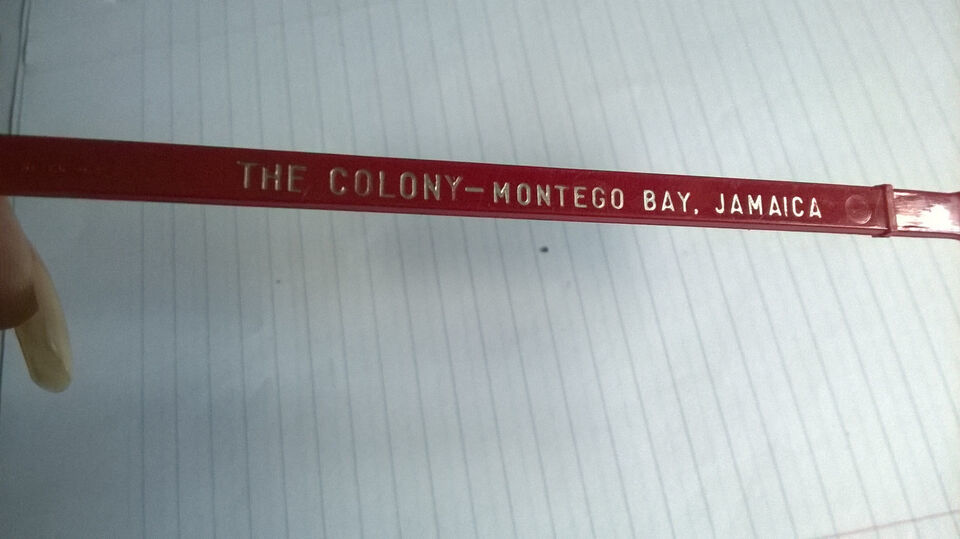 THE COLONY—MONTEGO BAY, JAMAICA